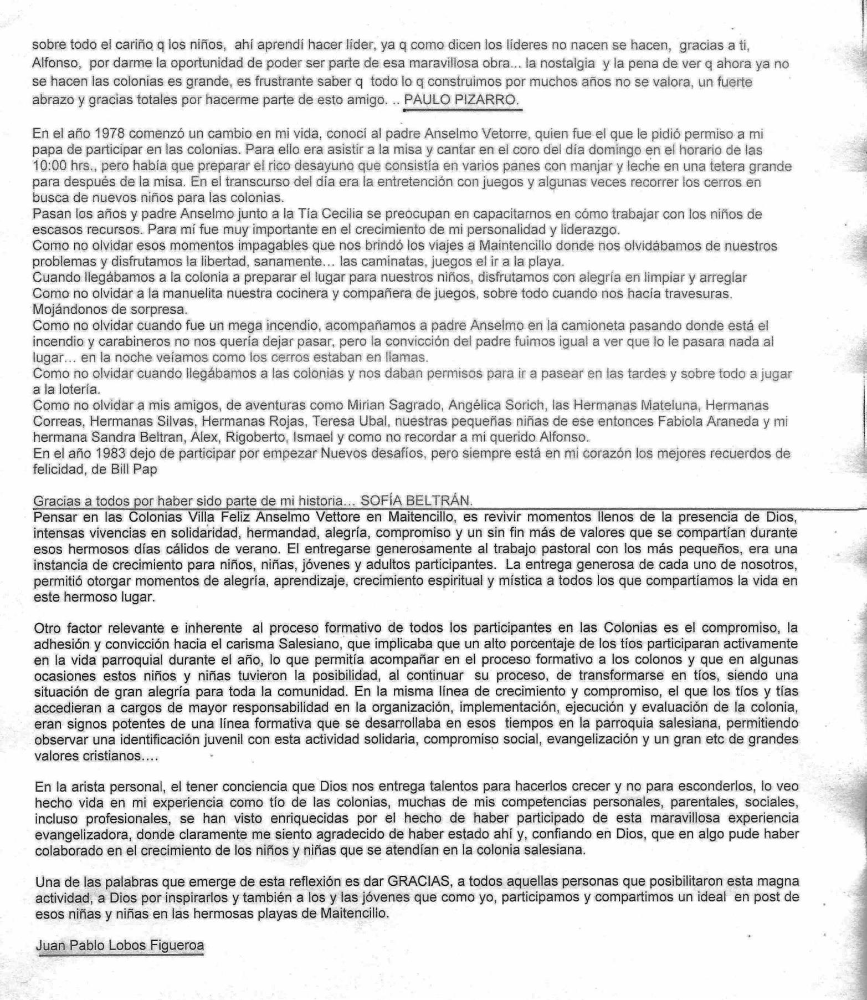 sobre todo el cariño q los niños, ahí aprendí hacer líder, ya q como dicen los líderes no nacen se hacen, gracias a ti,
Alfonso, por darme la oportunidad de poder ser parte de esa maravillosa obra... la nostalgia y la pena de ver q ahora ya no
se hacen las colonias es grande, es frustrante saber q todo lo q construimos por muchos años no se valora, un fuerte
abrazo y gracias totales por hacerme parte de esto amigo. .. PAULO PIZARRO.
En el año 1978 comenzó un cambio en mi vida, conocí al padre Anselmo Vetorre, quien fue el que le pidió permiso a mi
papa de participar en las colonias. Para ello era asistir a la misa y cantar en el coro del día domingo en el horario de las
10:00 hrs., pero había que preparar el rico desayuno que consistía en varios panes con manjar y leche en una tetera grande
para después de la misa. En el transcurso del día era la entretención con juegos y algunas veces recorrer los cerros en
busca de nuevos niños para las colonias.
Pasan los años y padre Anselmo junto a la Tía Cecilia se preocupan en capacitarnos en cómo trabajar con los niños de
escasos recursos. Para mí fue muy importante en el crecimiento de mi personalidad y liderazgo.
Como no olvidar esos momentos impagables que nos brindó los viajes a Maintencillo donde nos olvidábamos de nuestros
problemas y disfrutamos la libertad, sanamente... las caminatas, juegos el ir a la playa.
Cuando llegábamos a la colonia a preparar el lugar para nuestros niños, disfrutamos con alegría en limpiar y arreglar
Como no olvidar a la manuelita nuestra cocinera y compañera de juegos, sobre todo cuando nos hacía travesuras.
Mojándonos de sorpresa.
Como no olvidar cuando fue un mega incendio, acompañamos a padre Anselmo en la camioneta pasando donde está el
incendio y carabineros no nos quería dejar pasar, pero la convicción del padre fuimos igual a ver que lo le pasara nada al
lugar... en la noche veíamos como los cerros estaban en llamas.
Como no olvidar cuando llegábamos a las colonias y nos daban permisos para ir a pasear en las tardes y sobre todo a jugar
a la lotería.
Como no olvidar a mis amigos, de aventuras como Mirian Sagrado, Angélica Sorich, las Hermanas Mateluna, Hermanas
Correas, Hermanas Silvas, Hermanas Rojas, Teresa Ubal, nuestras pequeñas niñas de ese entonces Fabiola Araneda y mi
hermana Sandra Beltran, Alex, Rigoberto, Ismael y como no recordar a mi querido Alfonso.
En el año 1983 dejo de participar por empezar Nuevos desafíos, pero siempre está en mi corazón los mejores recuerdos de
felicidad, de Bill Pap
Gracias a todos por haber sido parte de mi historia... SOFÍA BELTRÁN.
Pensar en las Colonias Villa Feliz Anselmo Vettore en Maitencillo, es revivir momentos llenos de la presencia de Dios,
intensas vivencias en solidaridad, hermandad, alegría, compromiso y un sin fin más de valores que se compartían durante
esos hermosos días cálidos de verano. El entregarse generosamente al trabajo pastoral con los más pequeños, era una
instancia de crecimiento para niños, niñas, jóvenes y adultos participantes. La entrega generosa de cada uno de nosotros,
permitió otorgar momentos de alegría, aprendizaje, crecimiento espiritual y mística a todos los que compartíamos la vida en
este hermoso lugar.
Otro factor relevante e inherente al proceso formativo de todos los participantes en las Colonias es el compromiso, la
adhesión y convicción hacia el carisma Salesiano, que implicaba que un alto porcentaje de los tíos participaran activamente
en la vida parroquial durante el año, lo que permitía acompañar en el proceso formativo a los colonos y que en algunas
ocasiones estos niños y niñas tuvieron la posibilidad, al continuar su proceso, de transformarse en tíos, siendo una
situación de gran alegría para toda la comunidad. En la misma línea de crecimiento y compromiso, el que los tíos y tías
accedieran a cargos de mayor responsabilidad en la organización, implementación, ejecución y evaluación de la colonia,
eran signos potentes de una línea formativa que se desarrollaba en esos tiempos en la parroquia salesiana, permitiendo
observar una identificación juvenil con esta actividad solidaria, compromiso social, evangelización y un gran etc de grandes
valores cristianos....
En la arista personal, el tener conciencia que Dios nos entrega talentos para hacerlos crecer y no para esconderlos, lo veo
hecho vida en mi experiencia como tío de las colonias, muchas de mis competencias personales, parentales, sociales,
incluso profesionales, se han visto enriquecidas por el hecho de haber participado de esta maravillosa experiencia
evangelizadora, donde claramente me siento agradecido de haber estado ahí y, confiando en Dios, que en algo pude haber
colaborado en el crecimiento de los niños y niñas que se atendían en la colonia salesiana.
Una de las palabras que emerge de esta reflexión es dar GRACIAS, a todos aquellas personas que posibilitaron esta magna
actividad, a Dios por inspirarlos y también a los y las jóvenes que como yo, participamos y compartimos un ideal en post de
esos niñas y niñas en las hermosas playas de Maitencillo.
Juan Pablo Lobos Figueroa